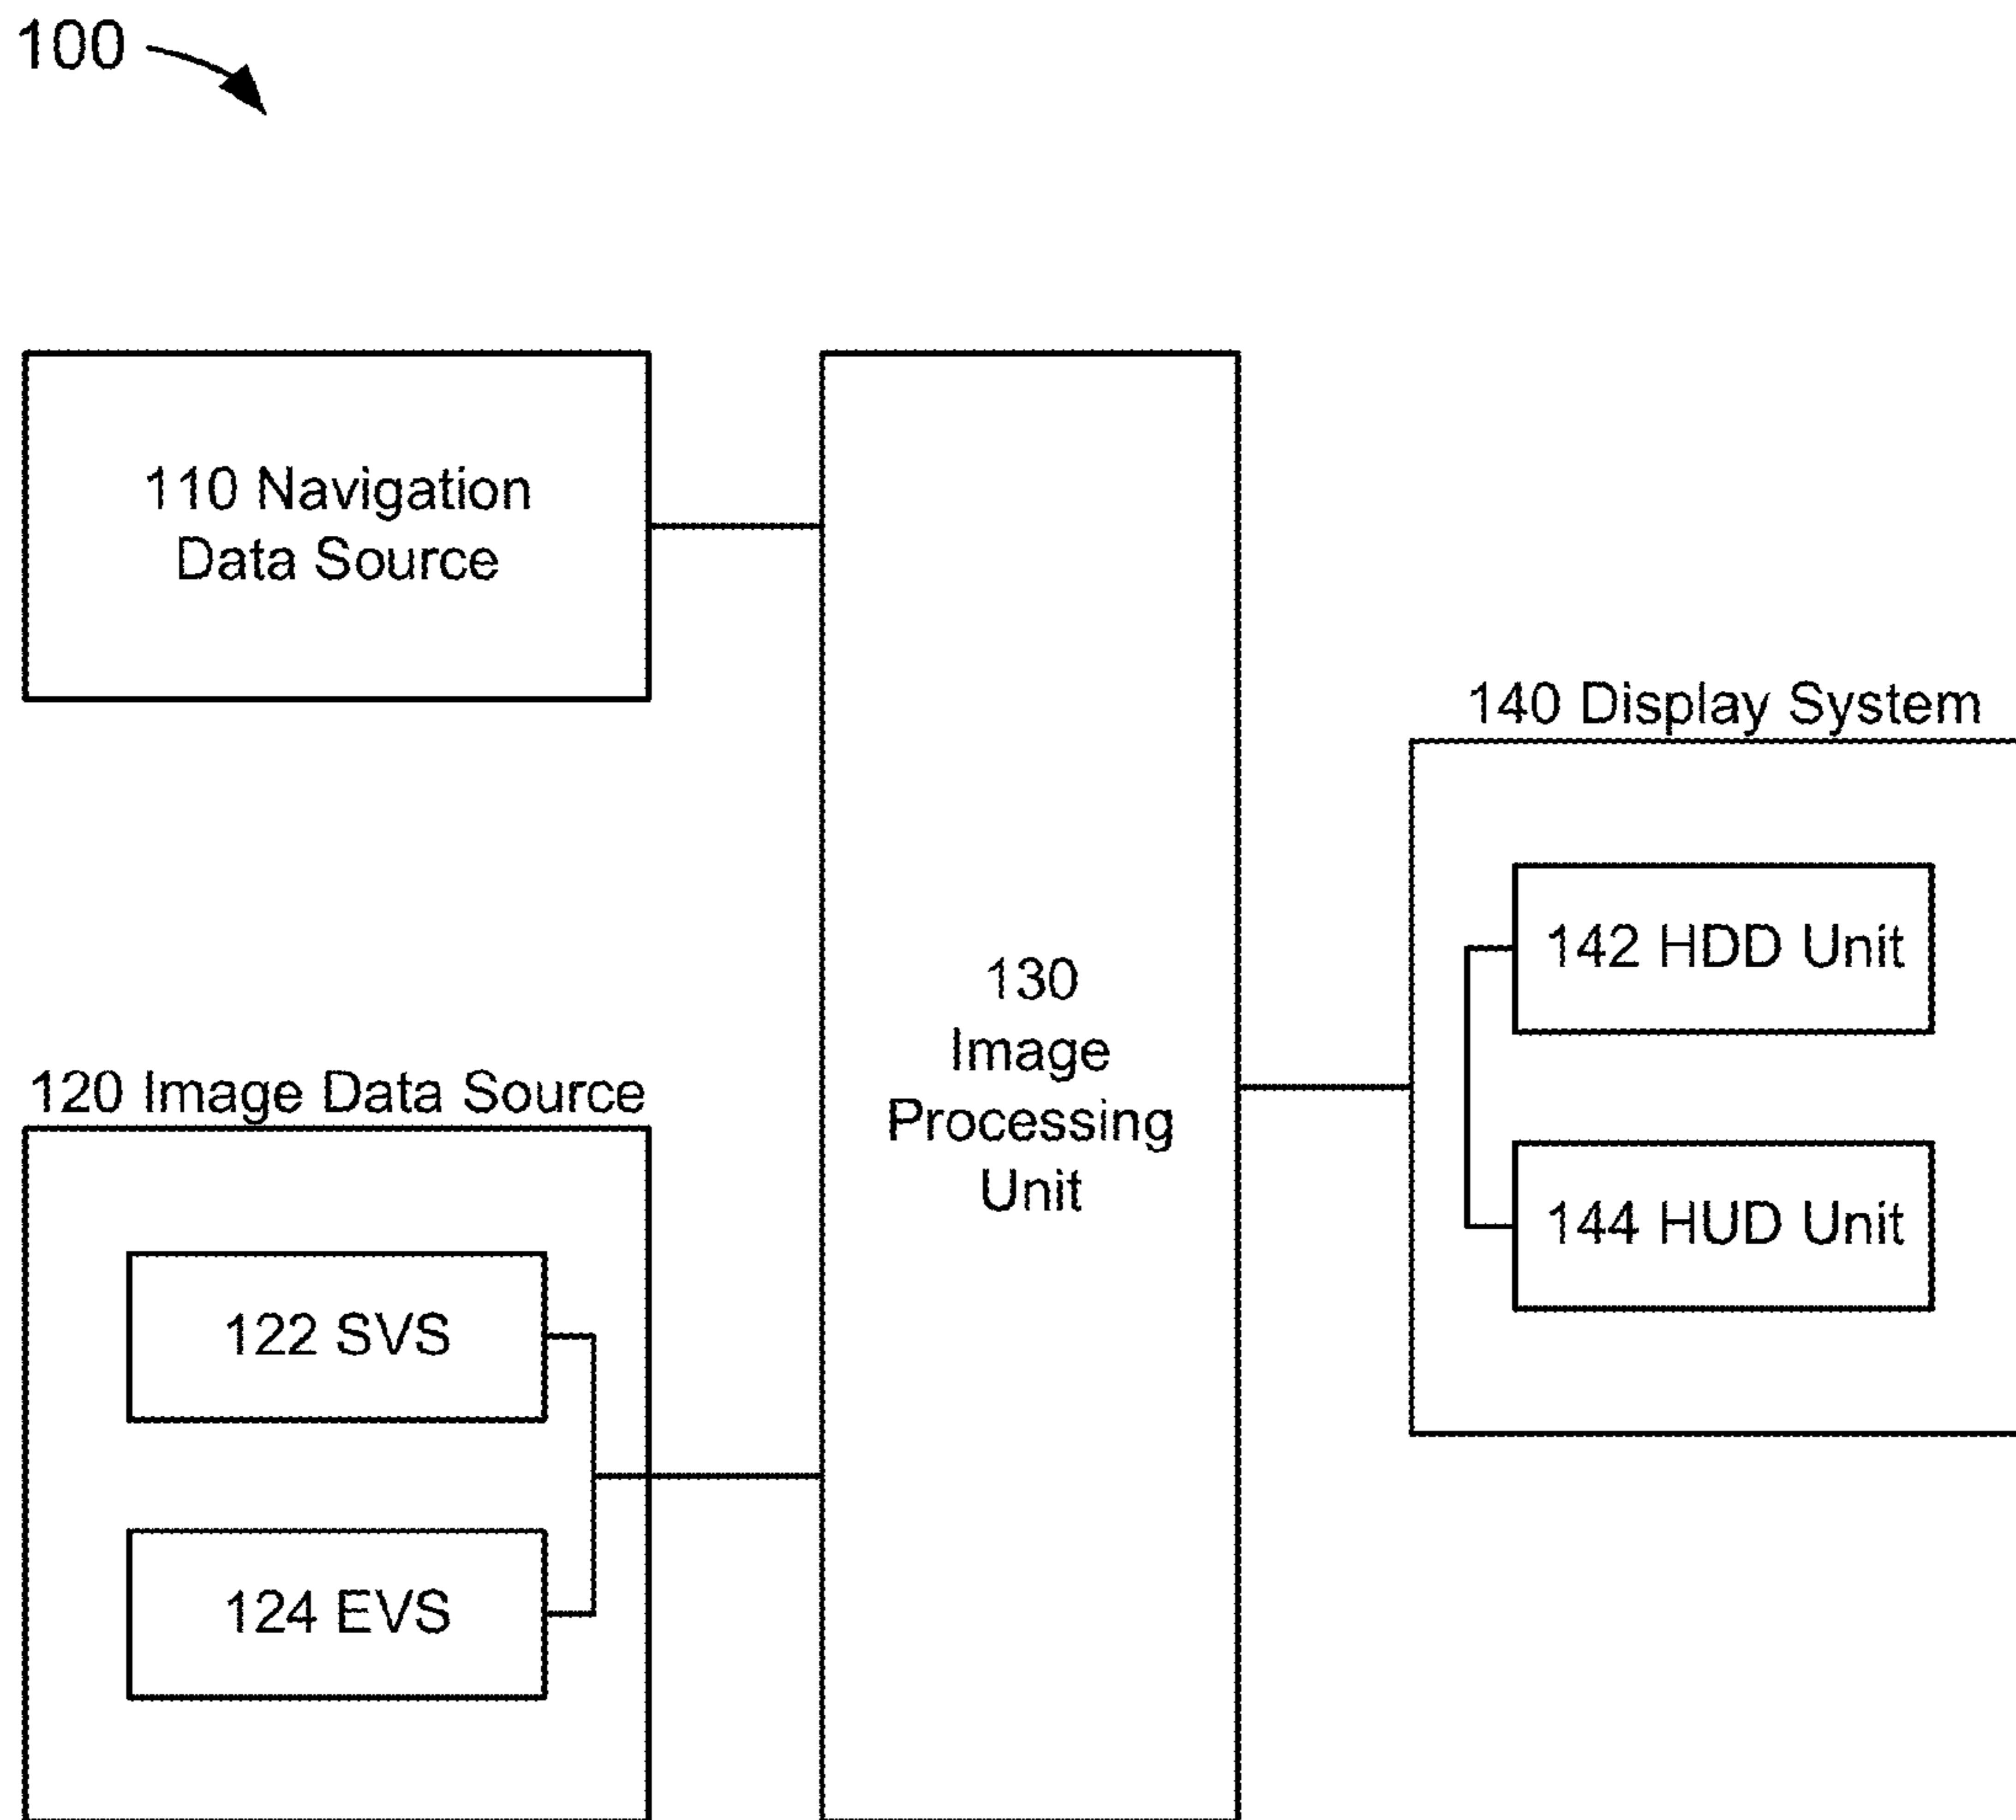 100
110 Navigation
Data Source
120 Image Data Source
122 SVS
124 EVS
130
Image
Processing
Unit
140 Display System
142 HDD Unit
144 HUD Unit